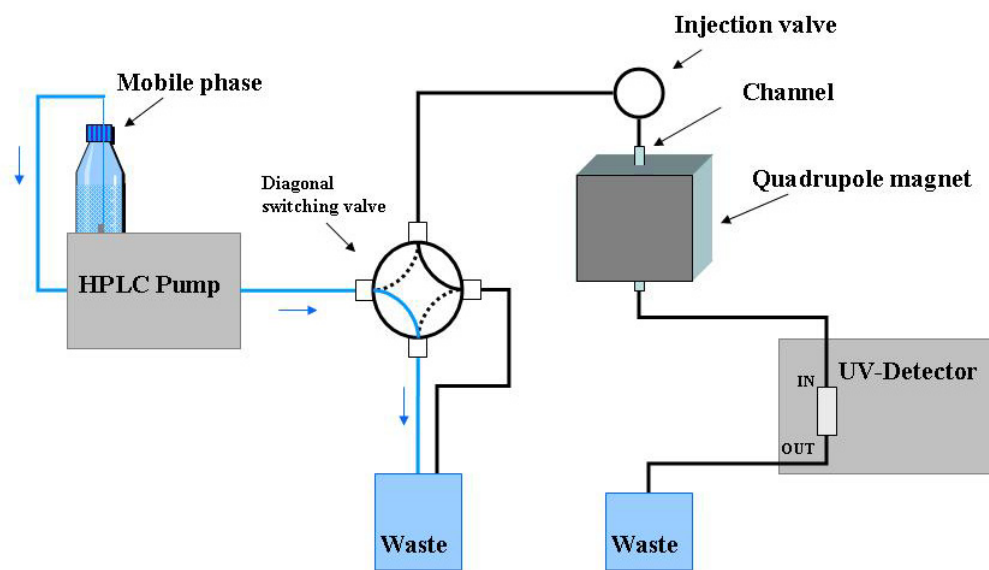 Injection valve
Mobile phase
Channel
Diagonal
switching valve
Quadrupole magnet
HPLC Pump
UV-Detector
IN
OUT
Waste
Waste